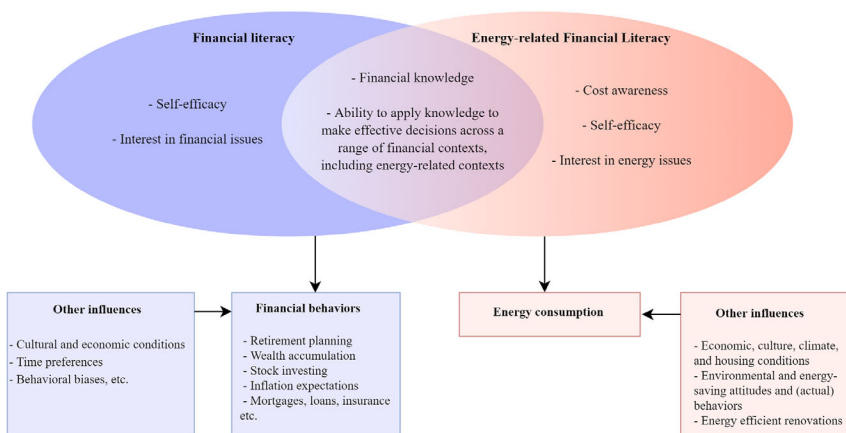 Financial literacy
Energy-related Financial Literacy
- Self-efficacy
- Interest in financial issues
- Financial knowledge
- Ability to apply knowledge to
make effective decisions across a
range of financial contexts,
including energy-related contexts
- Cost awareness
- Self-efficacy
- Interest in energy issues
Other influences
- Cultural and economic conditions
- Time preferences
- Behavioral biases, etc.
Financial behaviors
- Retirement planning
- Wealth accumulation
- Stock investing
- Inflation expectations
- Mortgages, loans, insurance
etc.
Energy consumption
Other influences
- Economic, culture, climate,
and housing conditions
- Environmental and energy-
saving attitudes and (actual)
behaviors
- Energy efficient renovations